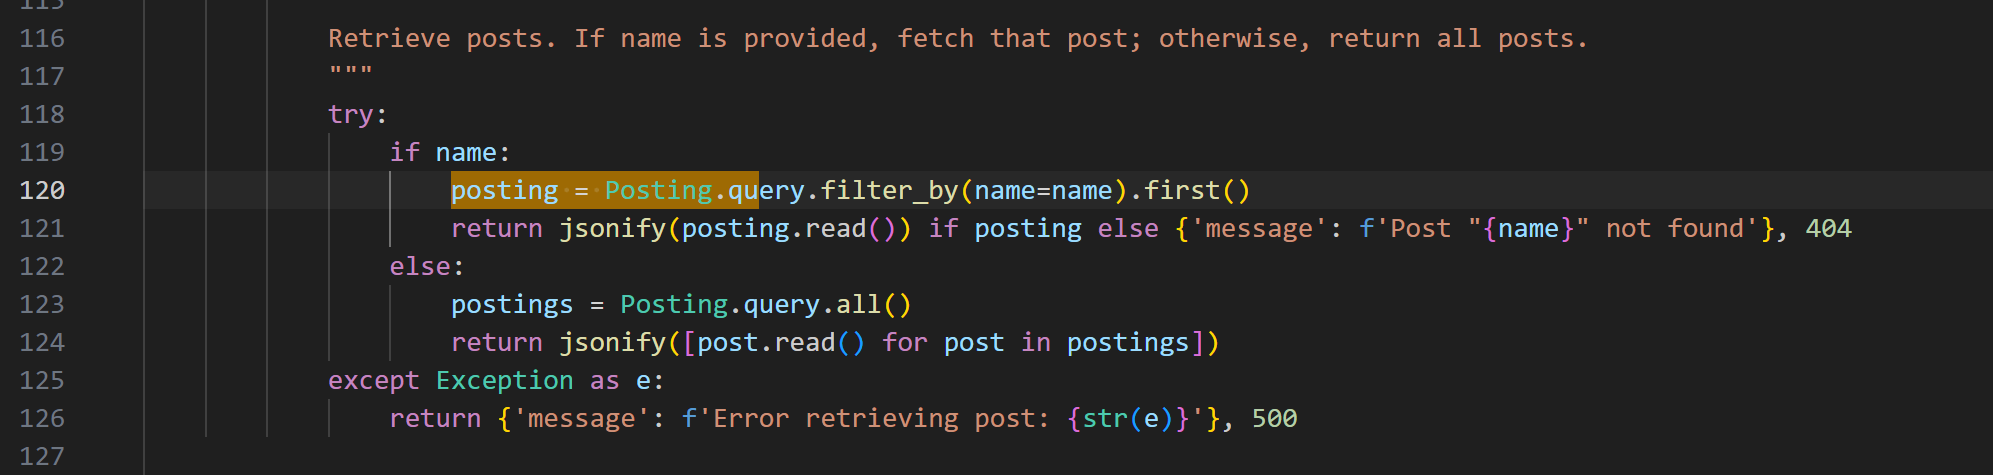 115
116 Retrieve posts. If name is provided, fetch that post; otherwise, return all posts.
117 """
118 try:
119 if name:
120 posting = Posting.query.filter_by(name=name).first()
121 return jsonify(posting.read()) if posting else {'message': f'Post "{name}" not found'}, 404
122 else:
123 postings = Posting.query.all()
124 return jsonify([post.read() for post in postings])
125 except Exception as e:
126 return {'message': f'Error retrieving post: {str(e)}'}, 500
127